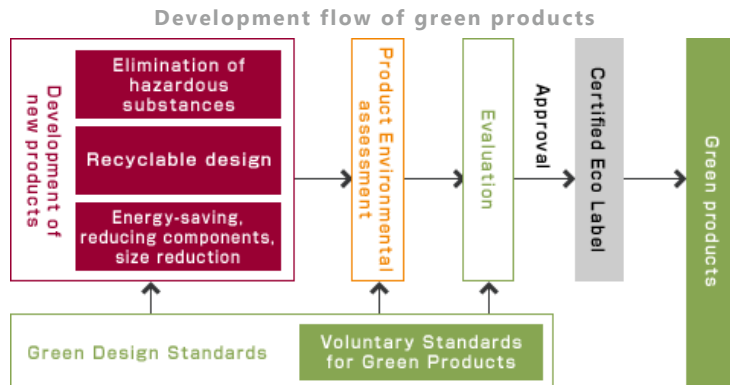 Development flow of green products
Development of
new products
Elimination of
hazardous
substances
Recyclable design
Energy-saving,
reducing components,
size reduction
Product Environmental
assessment
Evaluation
Approval
Certified Eco Label
Green products
Green Design Standards
Voluntary Standards
for Green Products